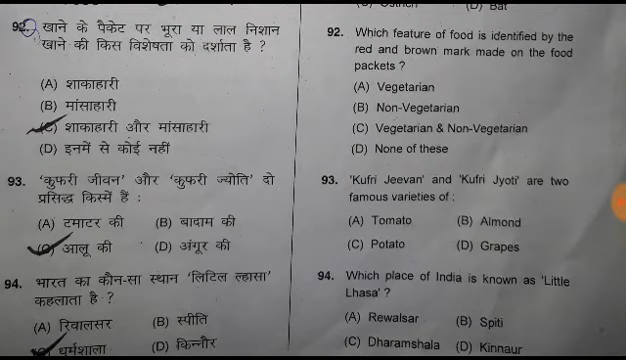 92. खाने के पैकेट पर भूरा या लाल निशान
खाने की किस विशेषता को दर्शाता है ?
(A) शाकाहारी
(B) मांसाहारी
(C) शाकाहारी और मांसाहारी
(D) इनमें से कोई नहीं
93. 'कुफरी जीवन' और 'कुफरी ज्योति' दो
प्रसिद्ध किस्में हैं :
(A) टमाटर की (B) बादाम की
(C) आलू की (D) अंगूर की
94. भारत का कौन-सा स्थान 'लिटिल ल्हासा'
कहलाता है ?
(A) रिवालसर (B) स्पीति
(C) धर्मशाला (D) किन्नौर
(D) Bat
92. Which feature of food is identified by the
red and brown mark made on the food
packets ?
(A) Vegetarian
(B) Non-Vegetarian
(C) Vegetarian & Non-Vegetarian
(D) None of these
93. 'Kufri Jeevan' and 'Kufri Jyoti' are two
famous varieties of :
(A) Tomato (B) Almond
(C) Potato (D) Grapes
94. Which place of India is known as 'Little
Lhasa' ?
(A) Rewalsar (B) Spiti
(C) Dharamshala (D) Kinnaur